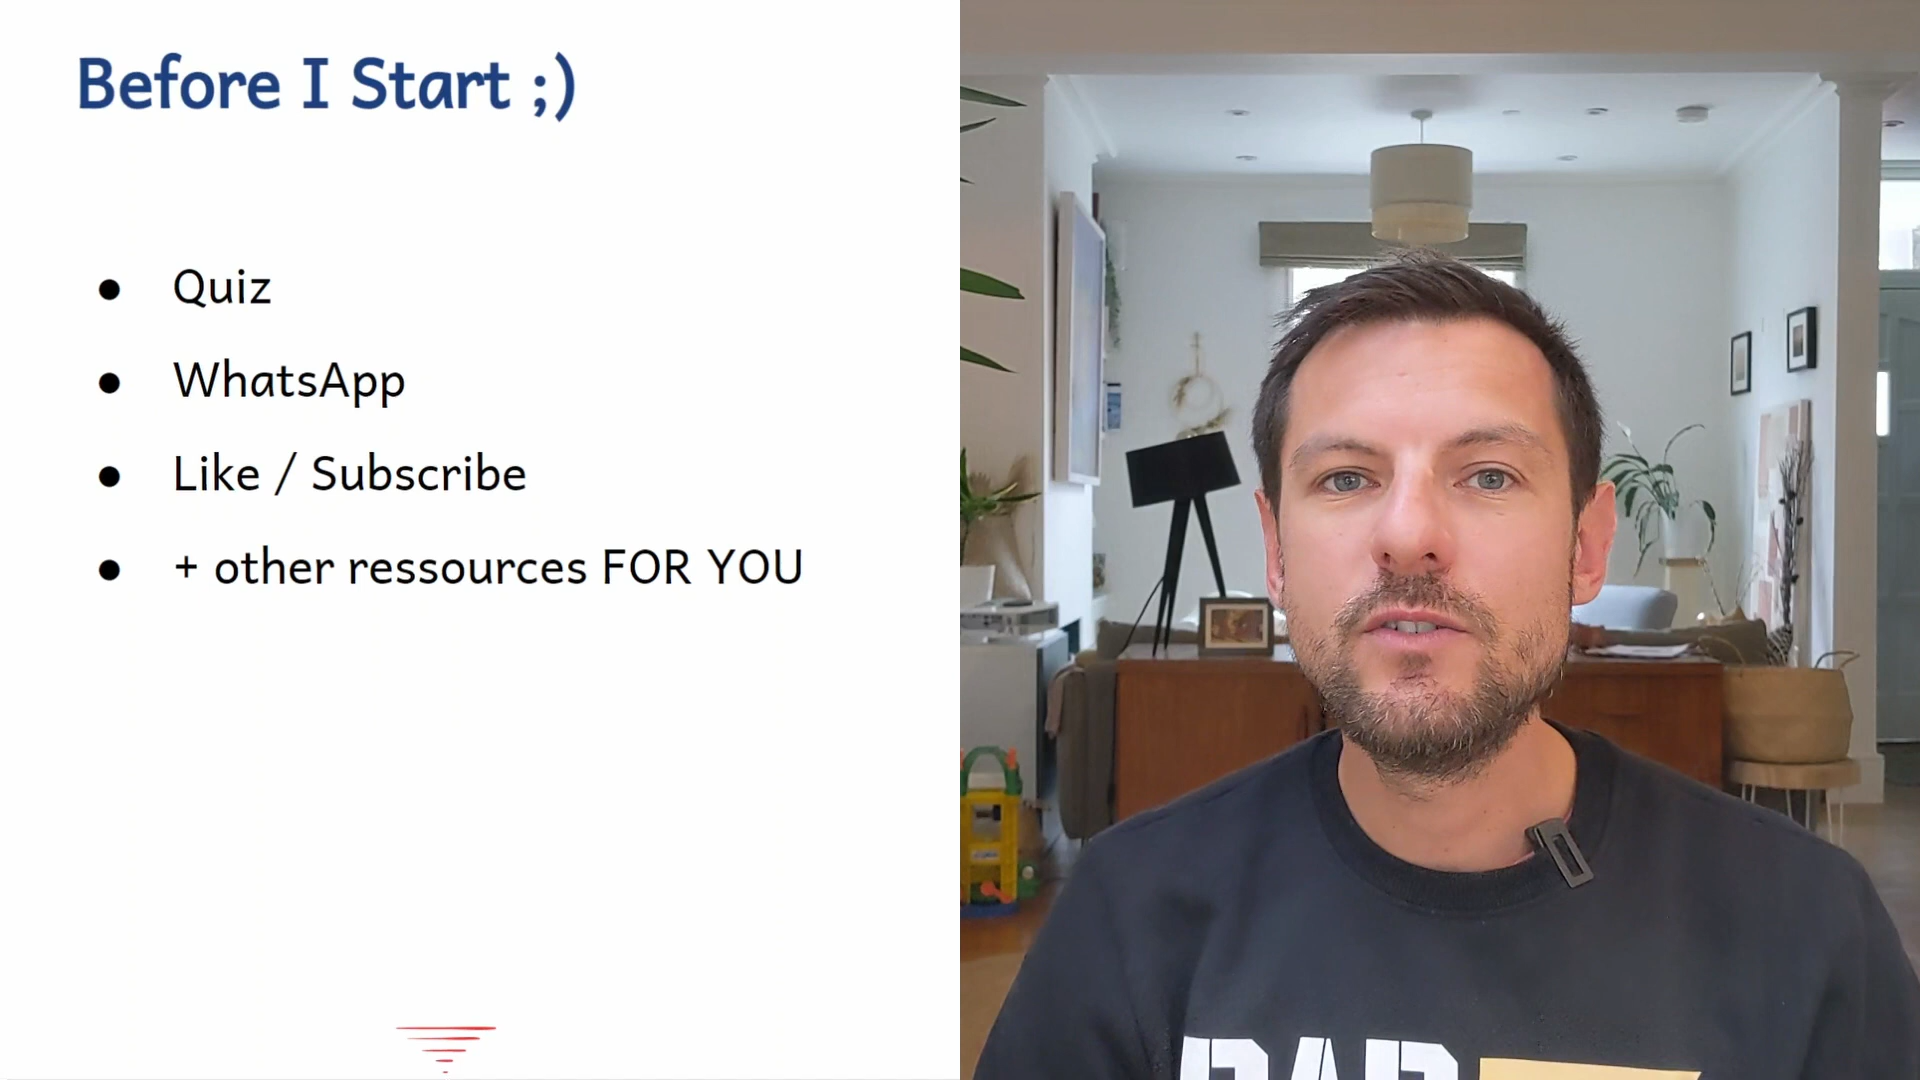 Before I Start ;)
● Quiz
● WhatsApp
● Like / Subscribe
● + other ressources FOR YOU